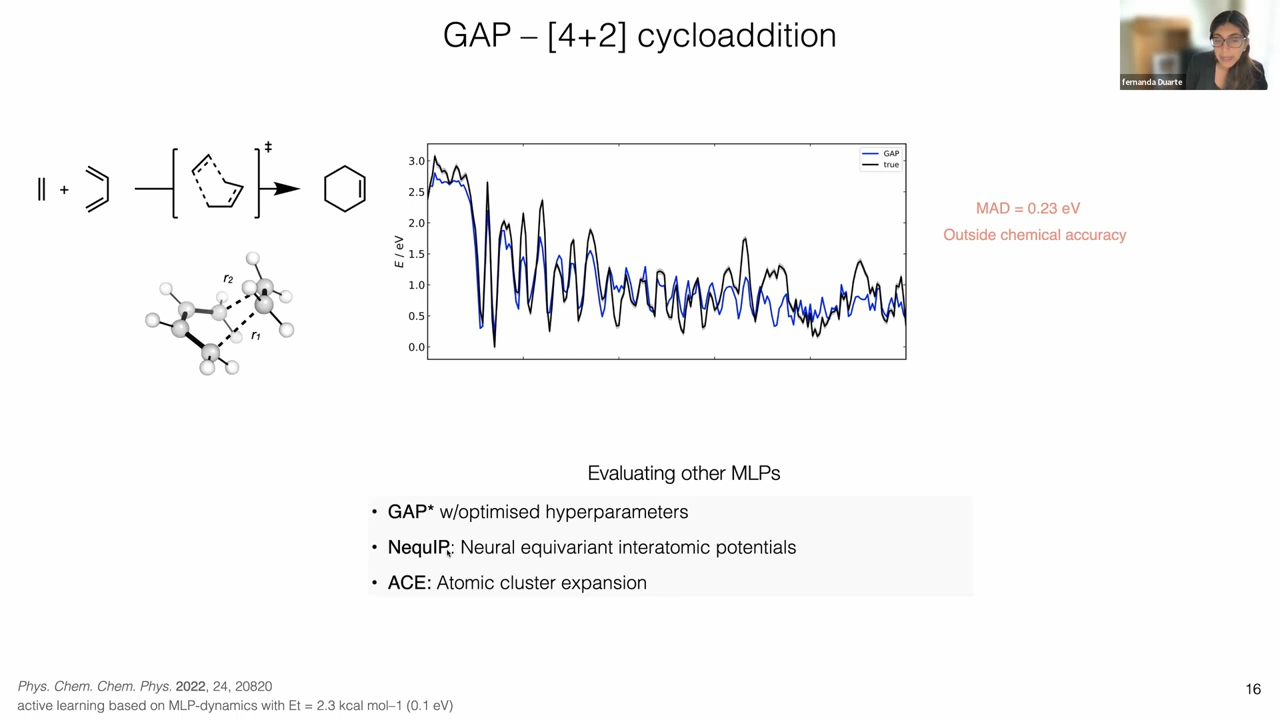 GAP – [4+2] cycloaddition
fernanda Duarte
+
‡
r2
r1
E / eV
3.0
2.5
2.0
1.5
1.0
0.5
0.0
GAP
true
MAD = 0.23 eV
Outside chemical accuracy
Evaluating other MLPs
• GAP* w/optimised hyperparameters
• NequIP: Neural equivariant interatomic potentials
• ACE: Atomic cluster expansion
Phys. Chem. Chem. Phys. 2022, 24, 20820
active learning based on MLP-dynamics with Et = 2.3 kcal mol–1 (0.1 eV)
16